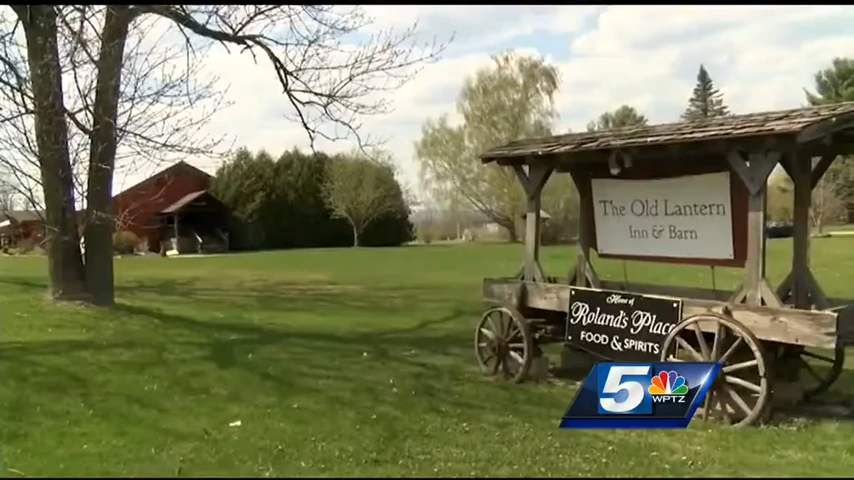 The Old Lantern
Inn & Barn
Home of
Roland's Place
FOOD & SPIRITS
5
WPTZ